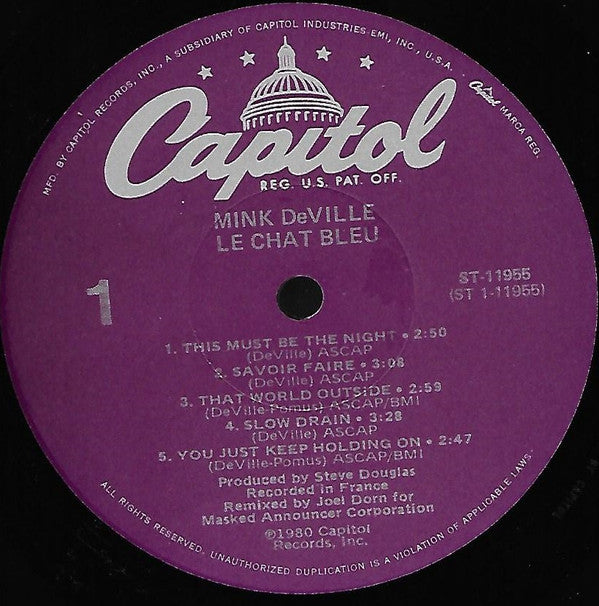 MFD. BY CAPITOL RECORDS, INC., A SUBSIDIARY OF CAPITOL INDUSTRIES-EMI, INC., U.S.A. Capitol MARCA REG.
Capitol
REG. U.S. PAT. OFF.
MINK DeVILLE
LE CHAT BLEU
1
ST-11955
(ST 1-11955)
1. THIS MUST BE THE NIGHT • 2:50
(DeVille) ASCAP
2. SAVOIR FAIRE • 3:08
(DeVille) ASCAP
3. THAT WORLD OUTSIDE • 2:59
(DeVille-Pomus) ASCAP/BMI
4. SLOW DRAIN • 3:28
(DeVille) ASCAP
5. YOU JUST KEEP HOLDING ON • 2:47
(DeVille-Pomus) ASCAP/BMI
Produced by Steve Douglas
Recorded in France
Remixed by Joel Dorn for
Masked Announcer Corporation
©1980 Capitol
Records, Inc.
ALL RIGHTS RESERVED. UNAUTHORIZED DUPLICATION IS A VIOLATION OF APPLICABLE LAWS.